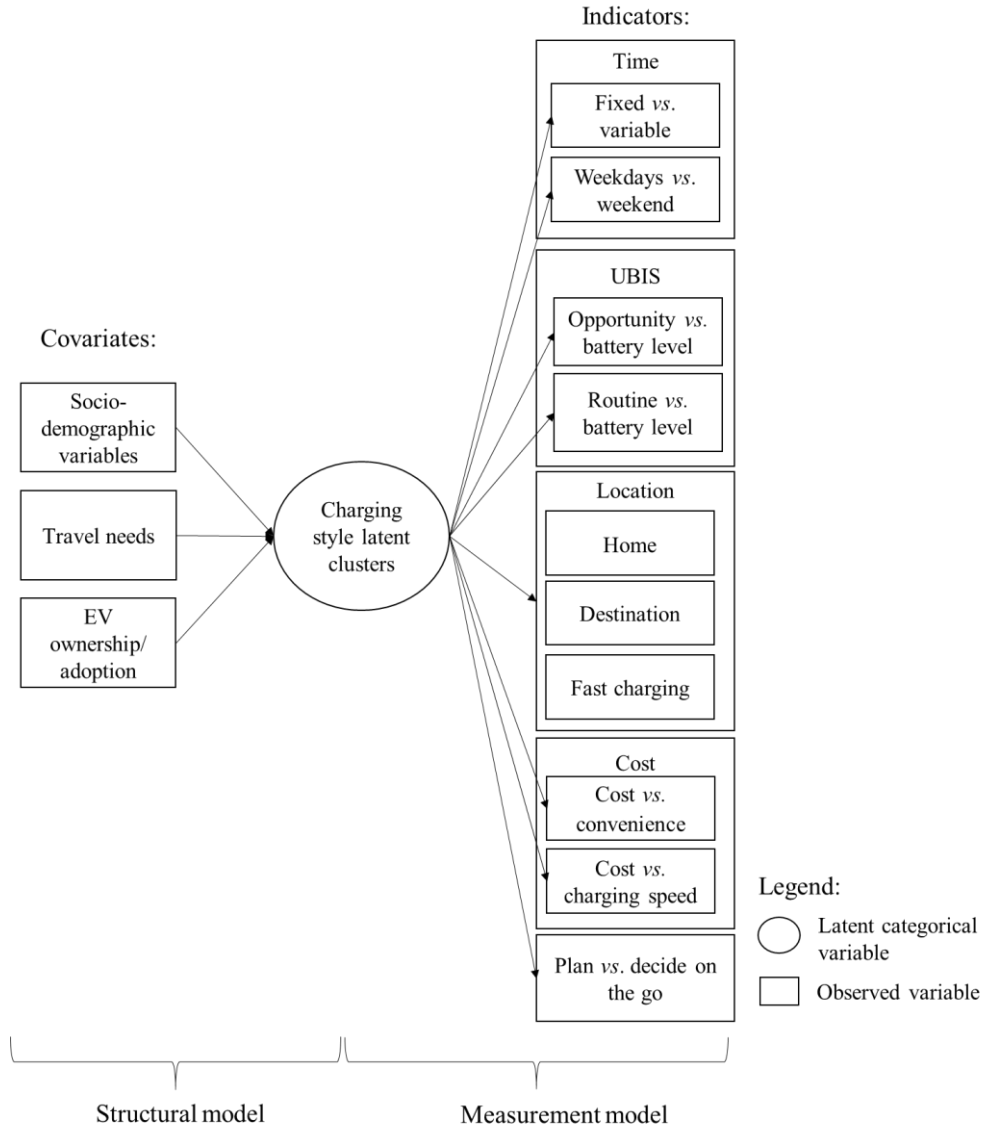 Indicators:
Time
Fixed vs.
variable
Weekdays vs.
weekend
UBIS
Opportunity vs.
battery level
Routine vs.
battery level
Covariates:
Socio-
demographic
variables
Travel needs
EV
ownership/
adoption
Charging
style latent
clusters
Location
Home
Destination
Fast charging
Cost
Cost vs.
convenience
Cost vs.
charging speed
Plan vs. decide on
the go
Legend:
Latent categorical
variable
Observed variable
Structural model
Measurement model